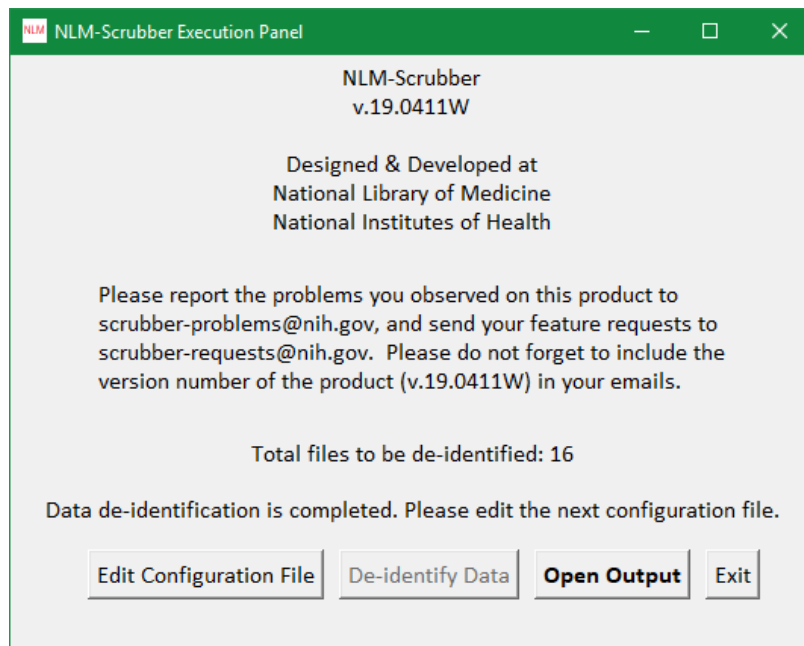 NLM NLM-Scrubber Execution Panel
NLM-Scrubber
v.19.0411W
Designed & Developed at
National Library of Medicine
National Institutes of Health
Please report the problems you observed on this product to
scrubber-problems@nih.gov, and send your feature requests to
scrubber-requests@nih.gov.  Please do not forget to include the
version number of the product (v.19.0411W) in your emails.
Total files to be de-identified: 16
Data de-identification is completed. Please edit the next configuration file.
Edit Configuration File De-identify Data Open Output Exit